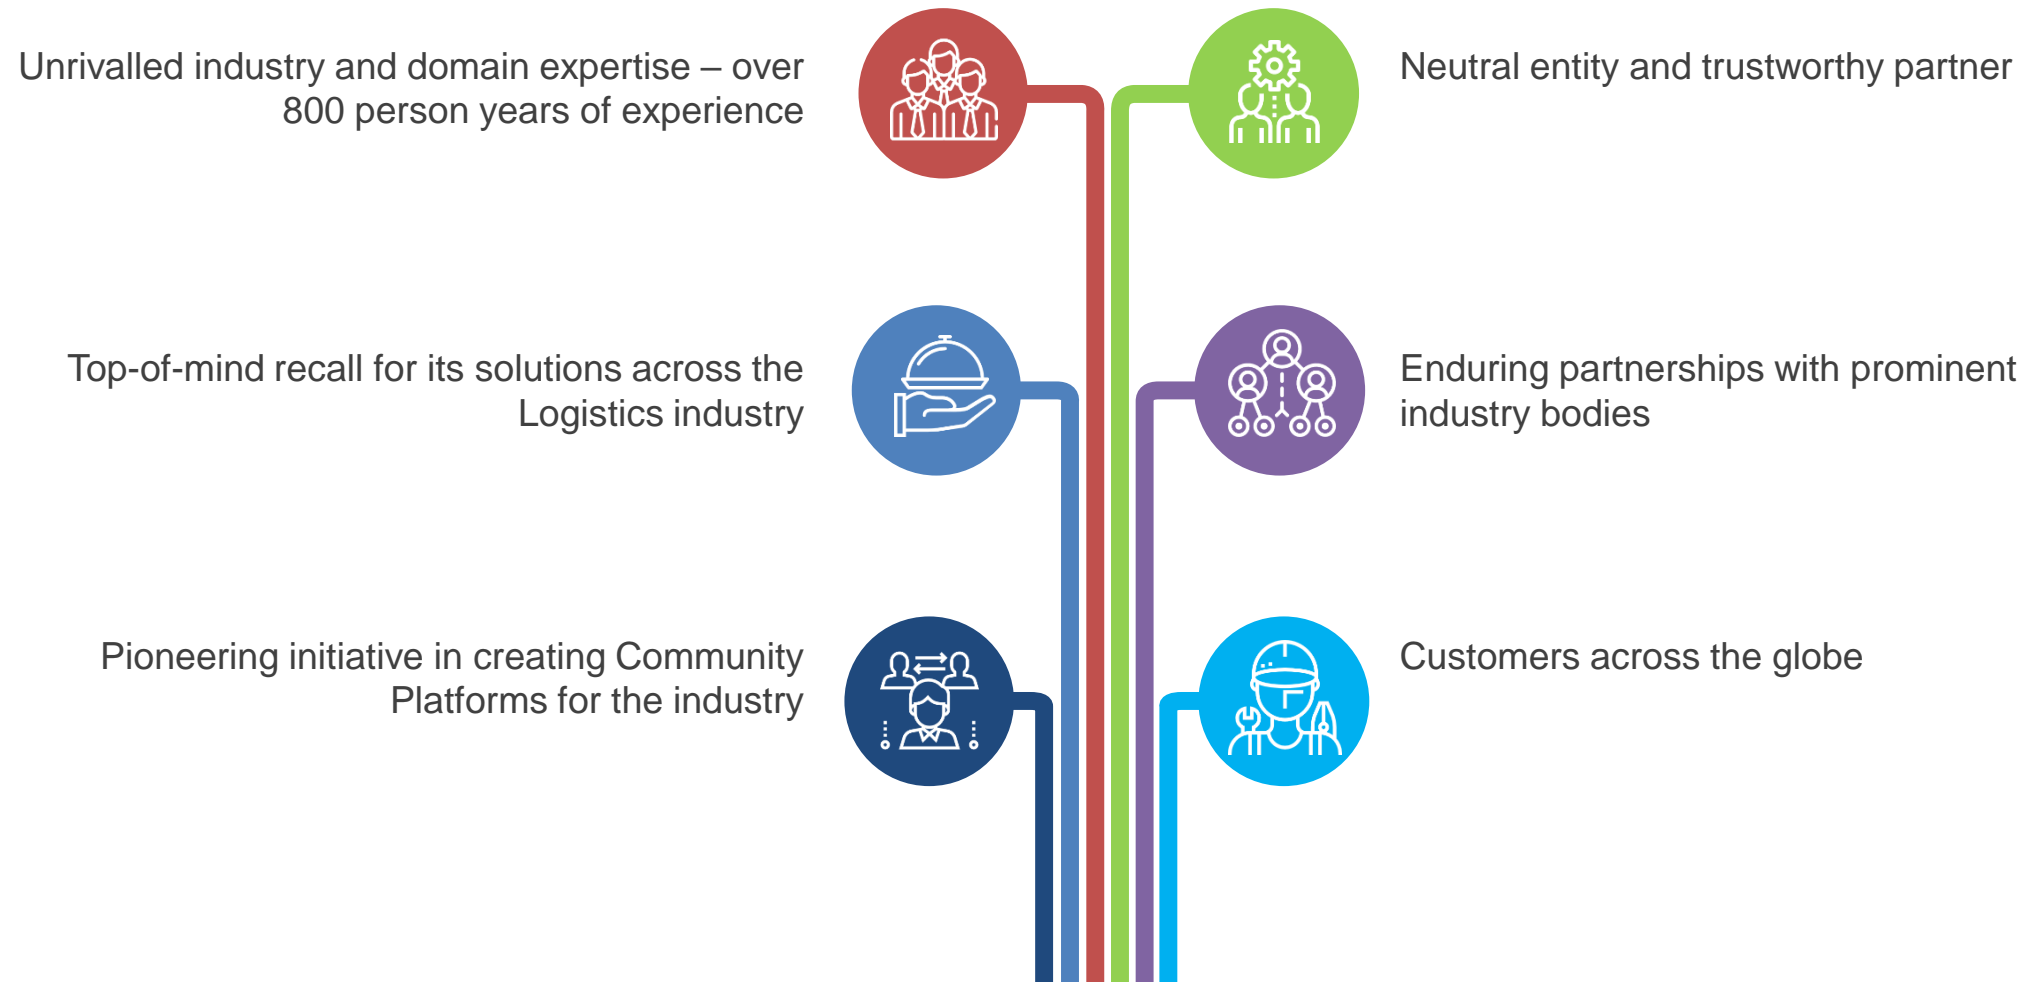 Unrivalled industry and domain expertise – over
800 person years of experience
Neutral entity and trustworthy partner
Top-of-mind recall for its solutions across the
Logistics industry
Enduring partnerships with prominent
industry bodies
Pioneering initiative in creating Community
Platforms for the industry
Customers across the globe